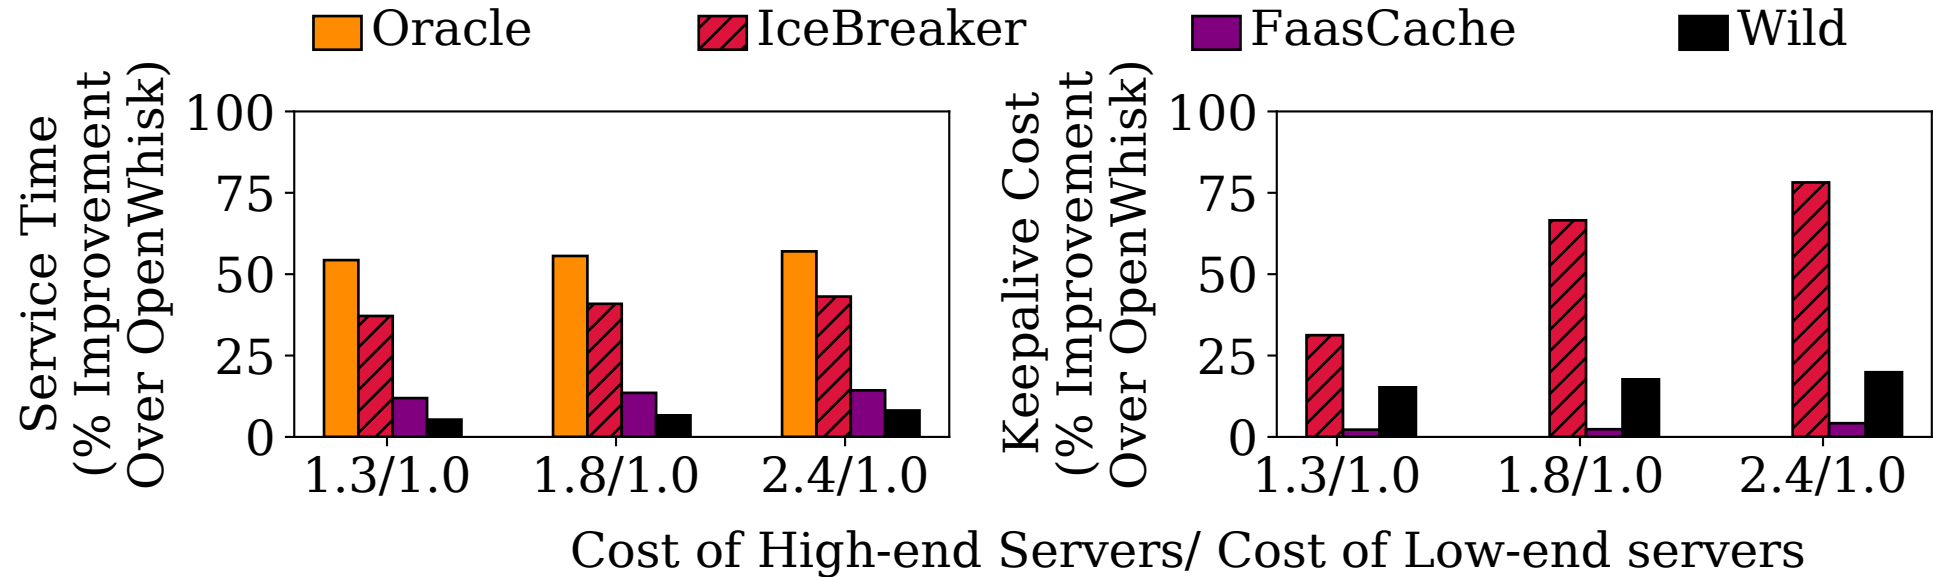 Oracle IceBreaker FaasCache Wild
Service Time
(% Improvement
Over OpenWhisk)
100
75
50
25
0
1.3/1.0 1.8/1.0 2.4/1.0
Keepalive Cost
(% Improvement
Over OpenWhisk)
100
75
50
25
0
1.3/1.0 1.8/1.0 2.4/1.0
Cost of High-end Servers/ Cost of Low-end servers